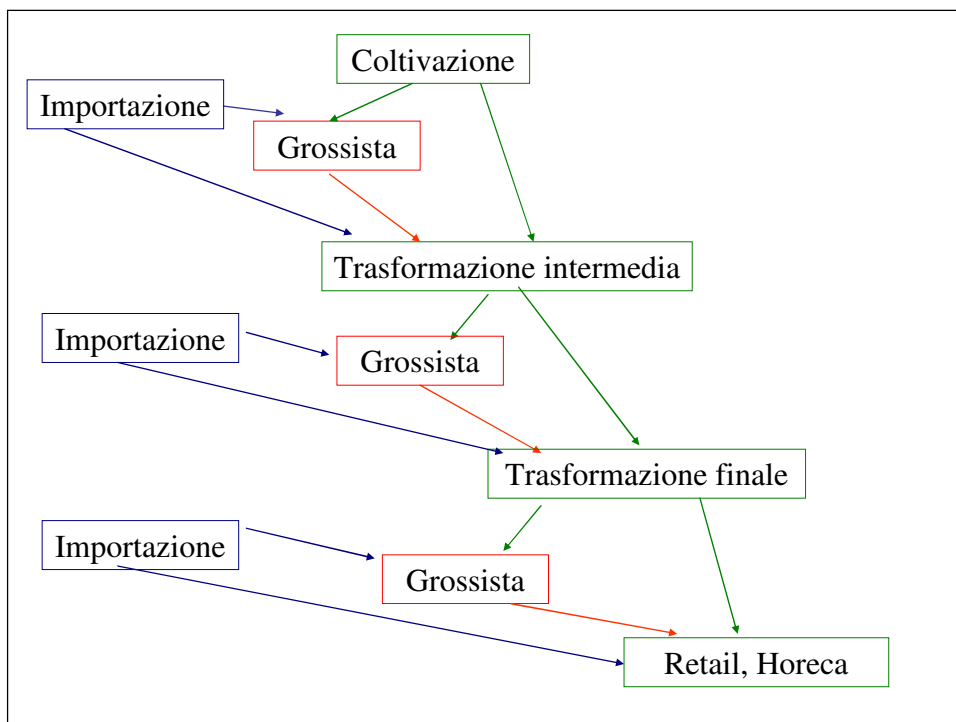 Coltivazione
Importazione
Grossista
Trasformazione intermedia
Importazione
Grossista
Trasformazione finale
Importazione
Grossista
Retail, Horeca